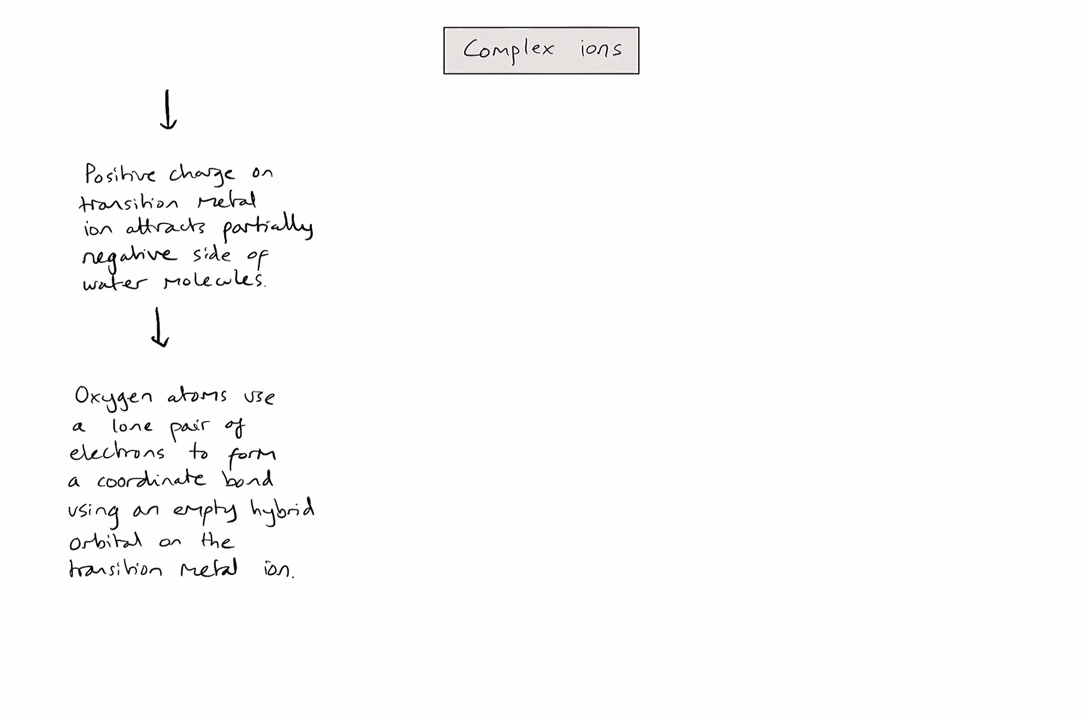 Complex ions
Positive charge on
transition metal
ion attracts partially
negative side of
water molecules.
Oxygen atoms use
a lone pair of
electrons to form
a coordinate bond
using an empty hybrid
orbital on the
transition metal ion.